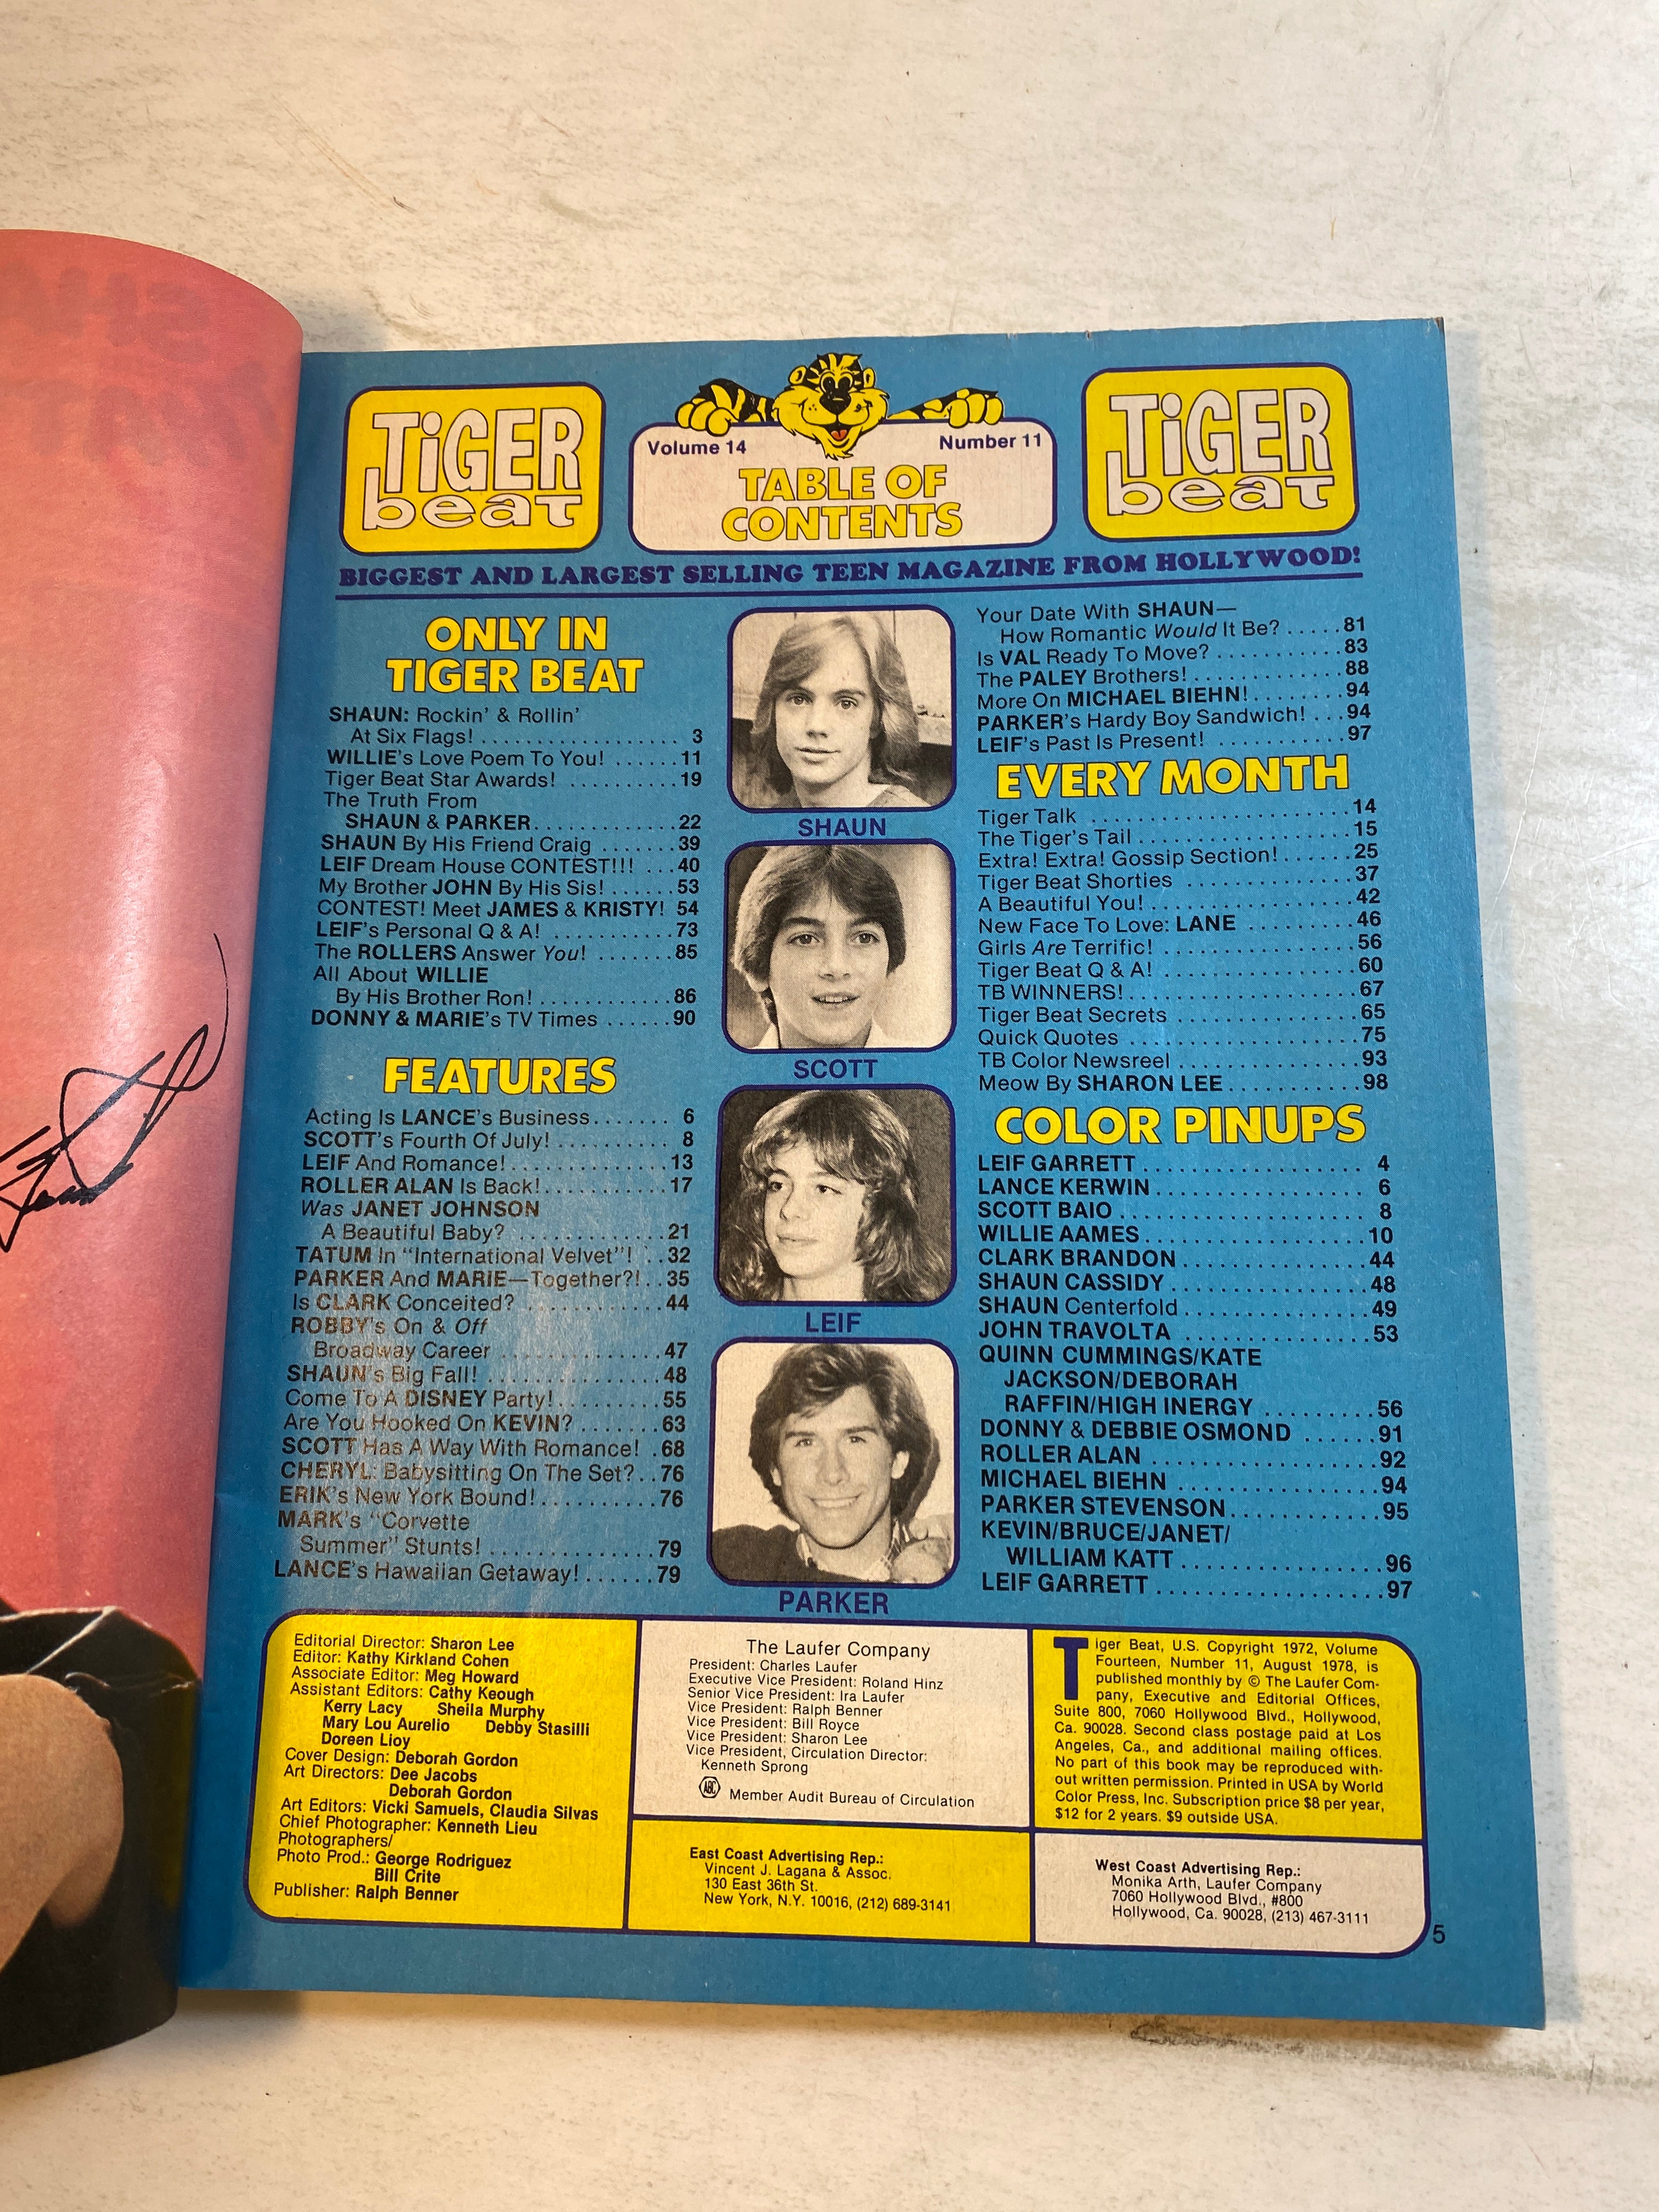 TiGER
beat
Volume 14
Number 11
TABLE OF
CONTENTS
TiGER
beat
BIGGEST AND LARGEST SELLING TEEN MAGAZINE FROM HOLLYWOOD!
ONLY IN
TIGER BEAT
SHAUN: Rockin' & Rollin'
At Six Flags! . . . . . . . . . . . . . . . . . . . 3
WILLIE's Love Poem To You! . . . . . . 11
Tiger Beat Star Awards! . . . . . . . . . . 19
The Truth From
SHAUN & PARKER. . . . . . . . . . . . . 22
SHAUN By His Friend Craig . . . . . . . 39
LEIF Dream House CONTEST!!! . . . 40
My Brother JOHN By His Sis! . . . . . . 53
CONTEST! Meet JAMES & KRISTY! 54
LEIF's Personal Q & A! . . . . . . . . . . . 73
The ROLLERS Answer You! . . . . . . . 85
All About WILLIE
By His Brother Ron! . . . . . . . . . . . . 86
DONNY & MARIE's TV Times . . . . . . 90
FEATURES
Acting Is LANCE's Business. . . . . . . 6
SCOTT's Fourth Of July! . . . . . . . . . . 8
LEIF And Romance! . . . . . . . . . . . . . . 13
ROLLER ALAN Is Back! . . . . . . . . . . . 17
Was JANET JOHNSON
A Beautiful Baby? . . . . . . . . . . . . . 21
TATUM In "International Velvet"! . . 32
PARKER And MARIE—Together?! . . 35
Is CLARK Conceited? . . . . . . . . . . . . 44
ROBBY's On & Off
Broadway Career . . . . . . . . . . . . . 47
SHAUN's Big Fall! . . . . . . . . . . . . . . 48
Come To A DISNEY Party! . . . . . . . . . 55
Are You Hooked On KEVIN? . . . . . . . 63
SCOTT Has A Way With Romance! . 68
CHERYL: Babysitting On The Set? . . 76
ERIK's New York Bound! . . . . . . . . . . 76
MARK's "Corvette
Summer" Stunts! . . . . . . . . . . . . . . 79
LANCE's Hawaiian Getaway! . . . . . . 79
SHAUN
SCOTT
LEIF
PARKER
Your Date With SHAUN—
How Romantic Would It Be? . . . . . 81
Is VAL Ready To Move? . . . . . . . . . . . 83
The PALEY Brothers! . . . . . . . . . . . . . 88
More On MICHAEL BIEHN! . . . . . . . . 94
PARKER's Hardy Boy Sandwich! . . . 94
LEIF's Past Is Present! . . . . . . . . . . . 97
EVERY MONTH
Tiger Talk . . . . . . . . . . . . . . . . . . . . . . 14
The Tiger's Tail . . . . . . . . . . . . . . . . . . 15
Extra! Extra! Gossip Section! . . . . . . 25
Tiger Beat Shorties . . . . . . . . . . . . . . 37
A Beautiful You! . . . . . . . . . . . . . . . . . 42
New Face To Love: LANE . . . . . . . . . 46
Girls Are Terrific! . . . . . . . . . . . . . . . . 56
Tiger Beat Q & A! . . . . . . . . . . . . . . . . 60
TB WINNERS! . . . . . . . . . . . . . . . . . . . 67
Tiger Beat Secrets . . . . . . . . . . . . . . . 65
Quick Quotes . . . . . . . . . . . . . . . . . . . 75
TB Color Newsreel . . . . . . . . . . . . . . . 93
Meow By SHARON LEE . . . . . . . . . . . 98
COLOR PINUPS
LEIF GARRETT . . . . . . . . . . . . . . . . . . 4
LANCE KERWIN . . . . . . . . . . . . . . . . . 6
SCOTT BAIO . . . . . . . . . . . . . . . . . . . . 8
WILLIE AAMES . . . . . . . . . . . . . . . . . . 10
CLARK BRANDON . . . . . . . . . . . . . . . 44
SHAUN CASSIDY . . . . . . . . . . . . . . . . 48
SHAUN Centerfold . . . . . . . . . . . . . . . 49
JOHN TRAVOLTA . . . . . . . . . . . . . . . 53
QUINN CUMMINGS/KATE
JACKSON/DEBORAH
RAFFIN/HIGH INERGY . . . . . . . . . 56
DONNY & DEBBIE OSMOND . . . . . . 91
ROLLER ALAN . . . . . . . . . . . . . . . . . . 92
MICHAEL BIEHN . . . . . . . . . . . . . . . . 94
PARKER STEVENSON . . . . . . . . . . . . 95
KEVIN/BRUCE/JANET/
WILLIAM KATT . . . . . . . . . . . . . . . . 96
LEIF GARRETT . . . . . . . . . . . . . . . . . . 97
Editorial Director: Sharon Lee
Editor: Kathy Kirkland Cohen
Associate Editor: Meg Howard
Assistant Editors: Cathy Keough
Kerry Lacy Sheila Murphy
Mary Lou Aurelio Debby Stasilli
Doreen Lioy
Cover Design: Deborah Gordon
Art Directors: Dee Jacobs
Deborah Gordon
Art Editors: Vicki Samuels, Claudia Silvas
Chief Photographer: Kenneth Lieu
Photographers/
Photo Prod.: George Rodriguez
Bill Crite
Publisher: Ralph Benner
The Laufer Company
President: Charles Laufer
Executive Vice President: Roland Hinz
Senior Vice President: Ira Laufer
Vice President: Ralph Benner
Vice President: Bill Royce
Vice President: Sharon Lee
Vice President, Circulation Director:
Kenneth Sprong
ABC Member Audit Bureau of Circulation
East Coast Advertising Rep.:
Vincent J. Lagana & Assoc.
130 East 36th St.
New York, N.Y. 10016, (212) 689-3141
Tiger Beat, U.S. Copyright 1972, Volume
Fourteen, Number 11, August 1978, is
published monthly by © The Laufer Com-
pany, Executive and Editorial Offices,
Suite 800, 7060 Hollywood Blvd., Hollywood,
Ca. 90028. Second class postage paid at Los
Angeles, Ca., and additional mailing offices.
No part of this book may be reproduced with-
out written permission. Printed in USA by World
Color Press, Inc. Subscription price $8 per year,
$12 for 2 years. $9 outside USA.
West Coast Advertising Rep.:
Monika Arth, Laufer Company
7060 Hollywood Blvd., #800
Hollywood, Ca. 90028, (213) 467-3111
5